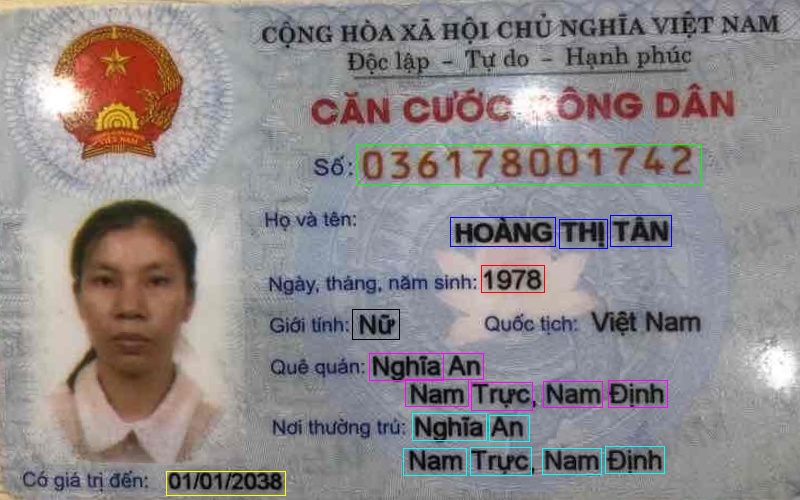 CỘNG HÒA XÃ HỘI CHỦ NGHĨA VIỆT NAM
Độc lập - Tự do - Hạnh phúc
CĂN CƯỚC CÔNG DÂN
Số: 036178001742
Họ và tên: HOÀNG THỊ TÂN
Ngày, tháng, năm sinh: 1978
Giới tính: Nữ Quốc tịch: Việt Nam
Quê quán: Nghĩa An
Nam Trực, Nam Định
Nơi thường trú: Nghĩa An
Nam Trực, Nam Định
Có giá trị đến: 01/01/2038
VIỆT NAM